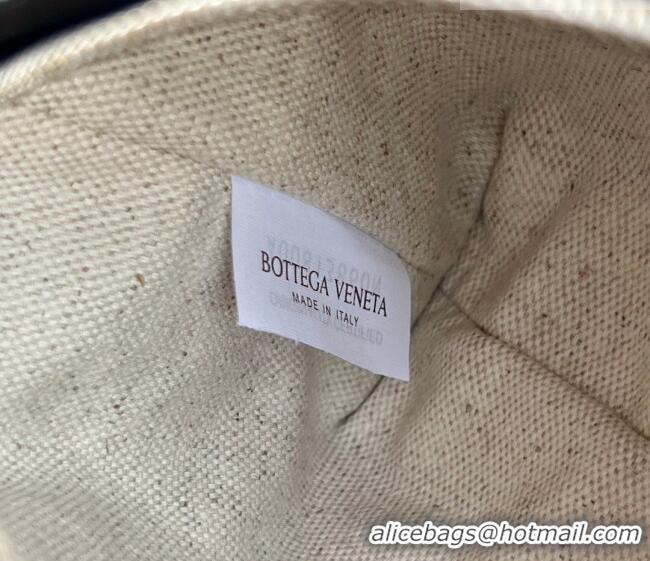 BOTTEGA VENETA
MADE IN ITALY
alicebags@hotmail.com